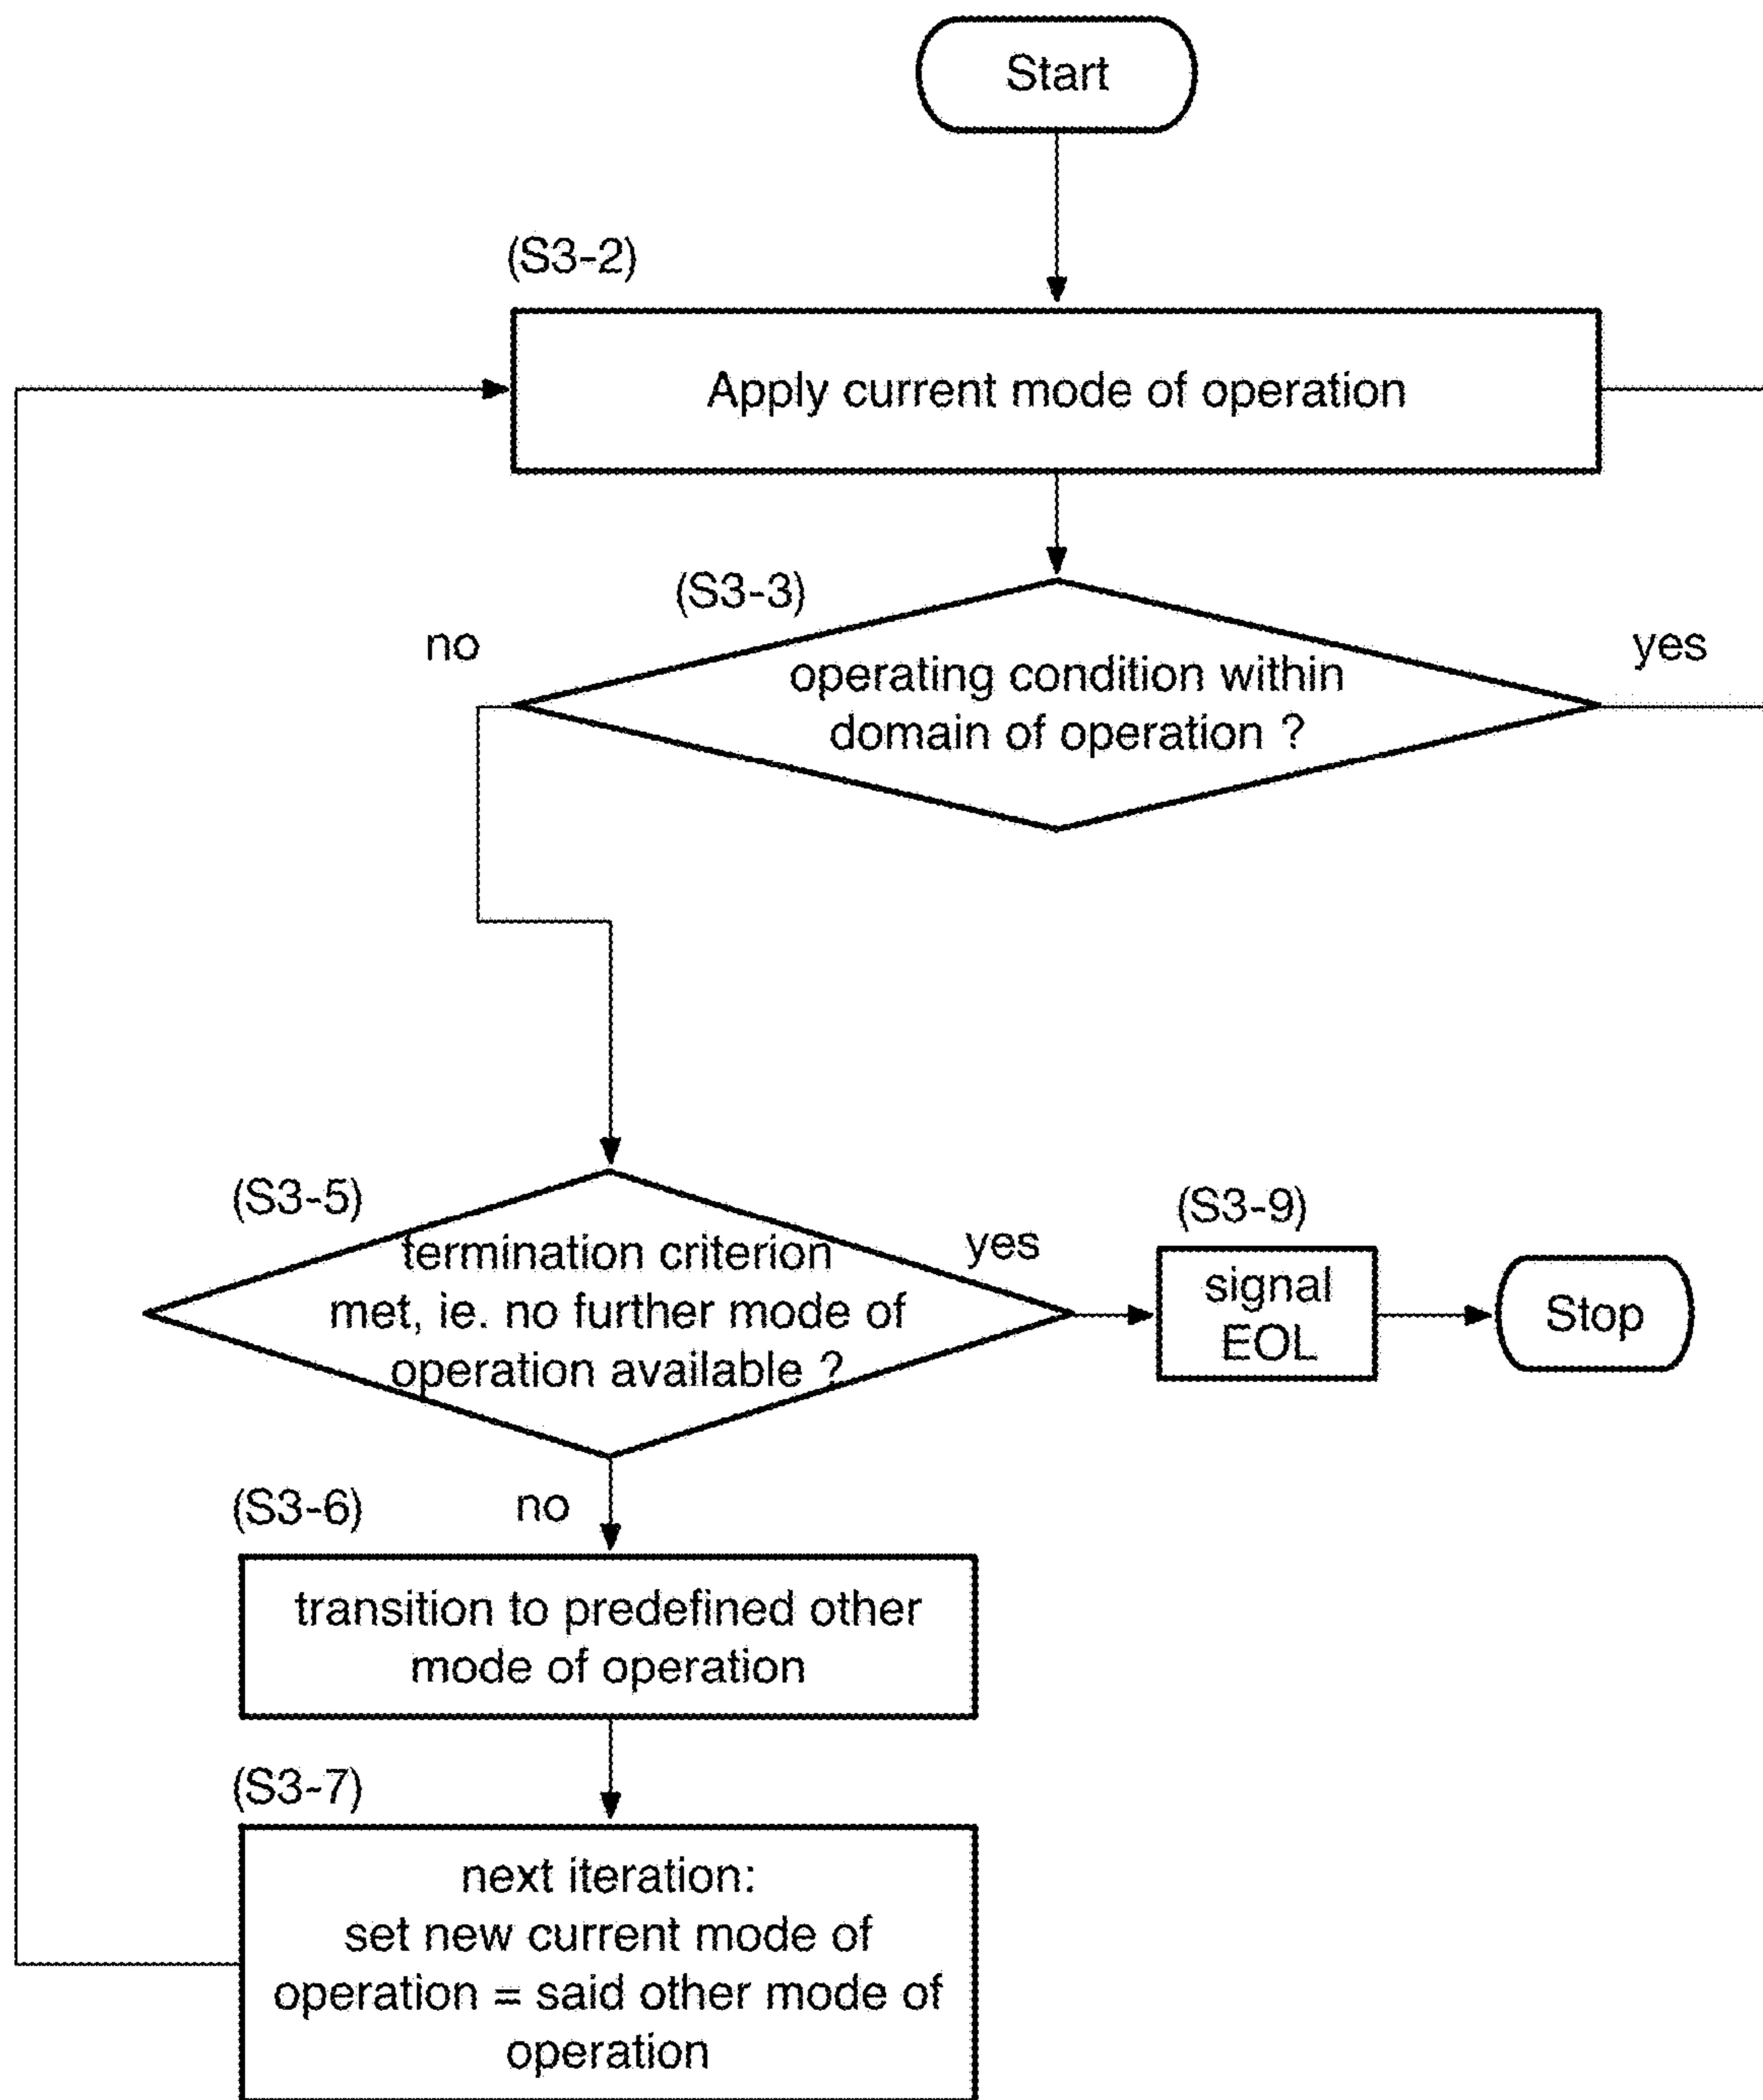 Start
(S3-2)
Apply current mode of operation
(S3-3)
no
yes
operating condition within
domain of operation ?
(S3-5)
termination criterion
met, ie. no further mode of
operation available ?
yes
(S3-9)
signal
EOL
Stop
(S3-6)
no
transition to predefined other
mode of operation
(S3-7)
next iteration:
set new current mode of
operation = said other mode of
operation